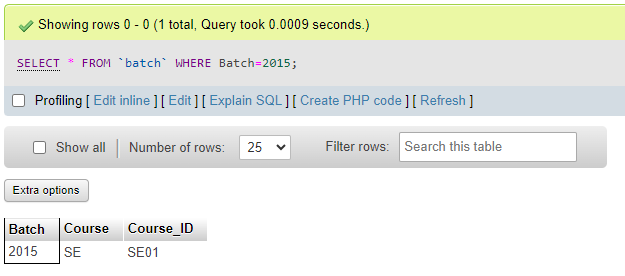 Showing rows 0 - 0 (1 total, Query took 0.0009 seconds.)
SELECT * FROM `batch` WHERE Batch=2015;
Profiling [ Edit inline ] [ Edit ] [ Explain SQL ] [ Create PHP code ] [ Refresh ]
Show all Number of rows: 25 Filter rows: Search this table
Extra options
Batch Course Course_ID
2015 SE SE01